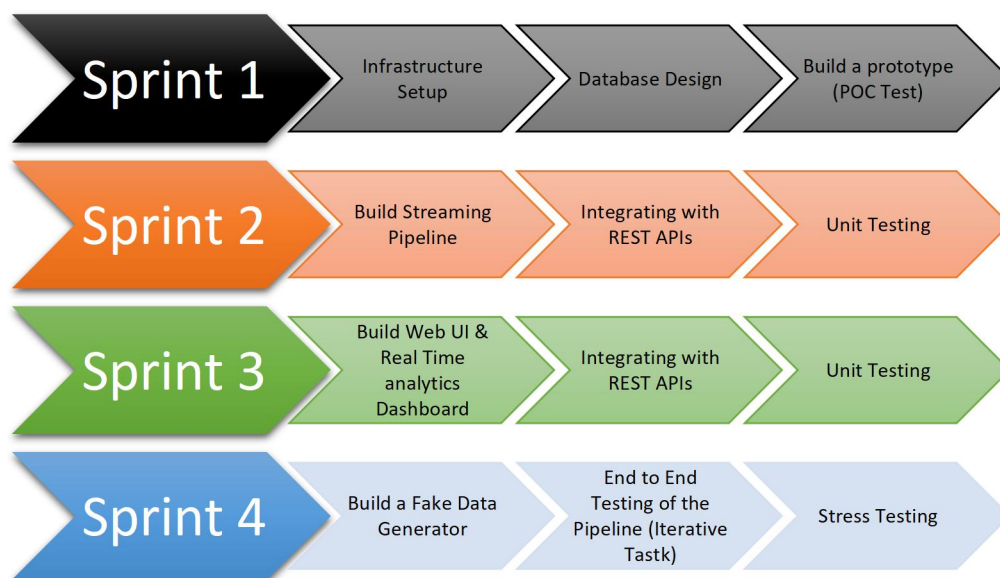 Sprint 1
Infrastructure
Setup
Database Design
Build a prototype
(POC Test)
Sprint 2
Build Streaming
Pipeline
Integrating with
REST APIs
Unit Testing
Sprint 3
Build Web UI &
Real Time
analytics
Dashboard
Integrating with
REST APIs
Unit Testing
Sprint 4
Build a Fake Data
Generator
End to End
Testing of the
Pipeline (Iterative
Tastk)
Stress Testing